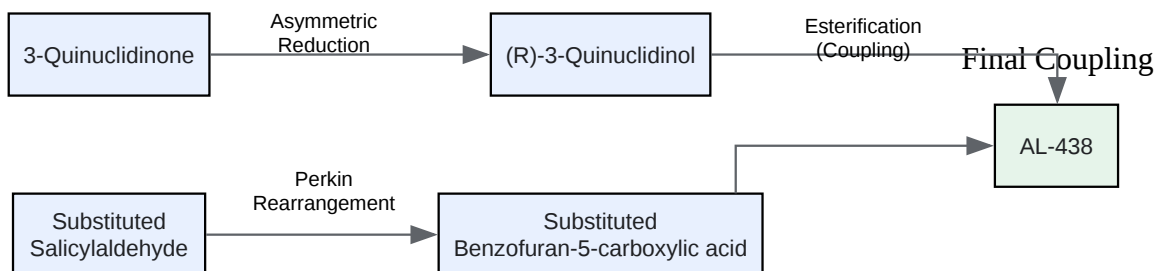 Asymmetric
Reduction
Esterification
(Coupling)
Final Coupling
3-Quinuclidinone
(R)-3-Quinuclidinol
AL-438
Perkin
Rearrangement
Substituted
Salicylaldehyde
Substituted
Benzofuran-5-carboxylic acid